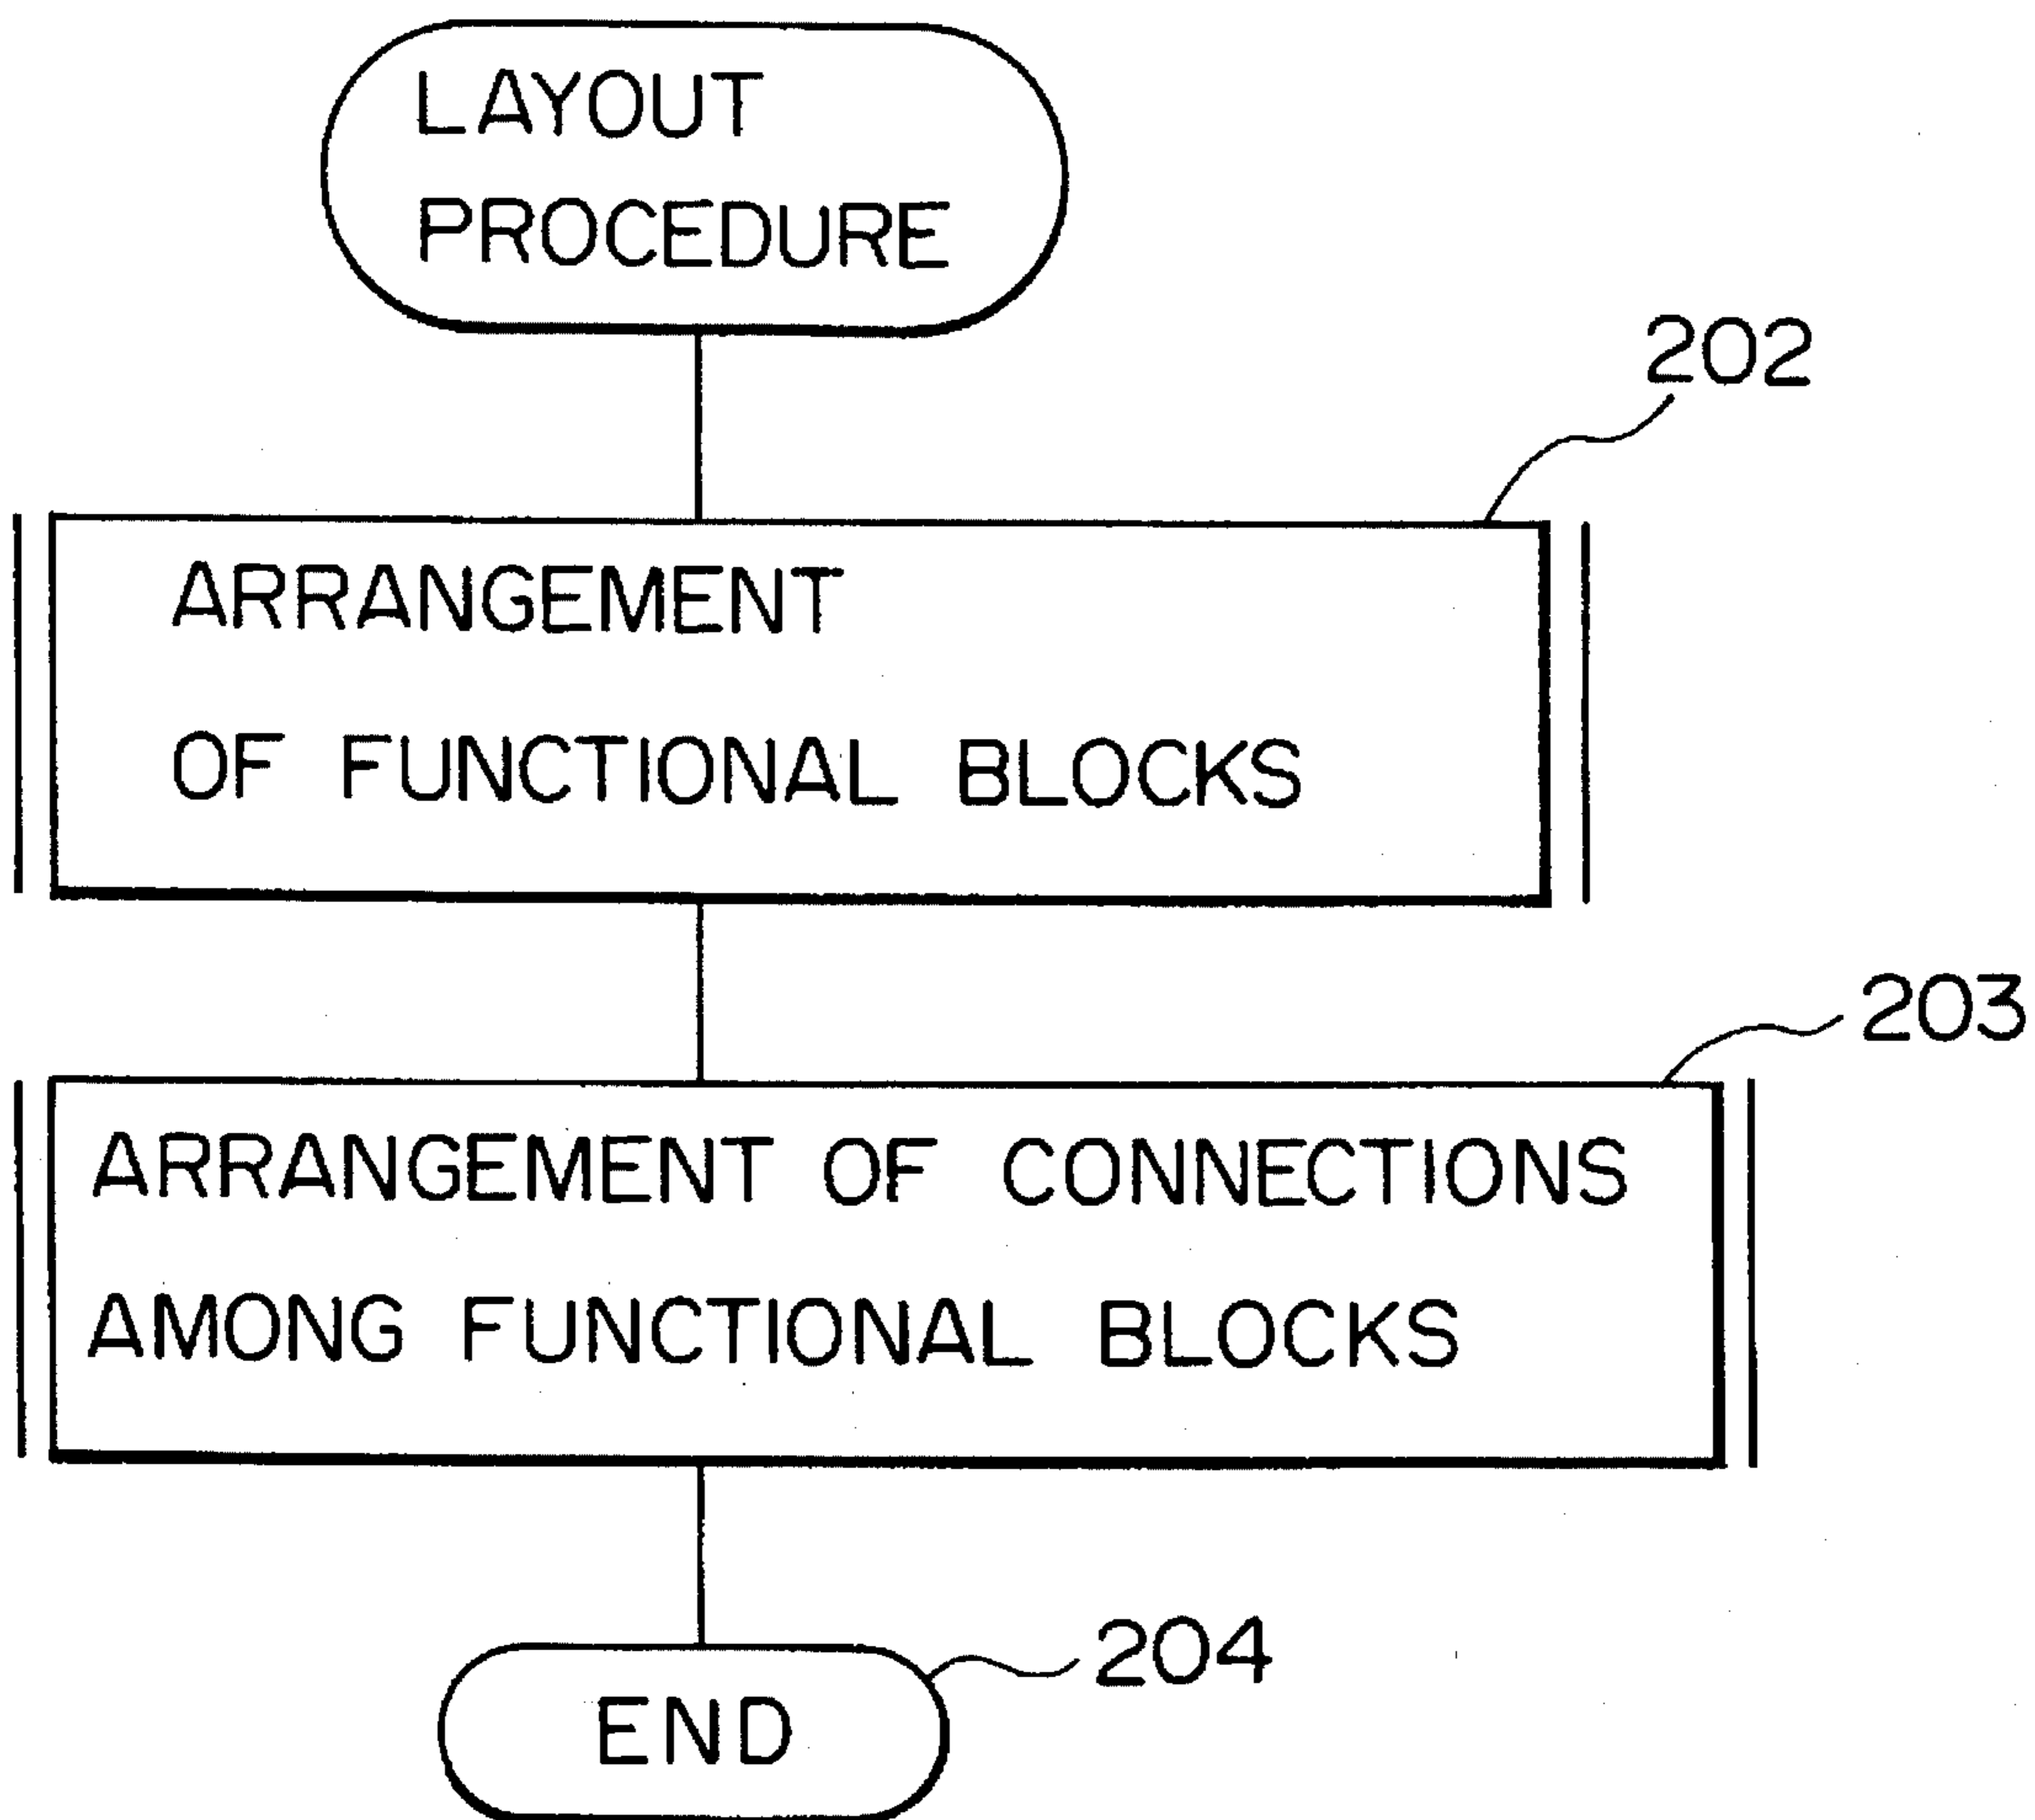 LAYOUT
PROCEDURE
202
ARRANGEMENT
OF FUNCTIONAL BLOCKS
203
ARRANGEMENT OF CONNECTIONS
AMONG FUNCTIONAL BLOCKS
204
END